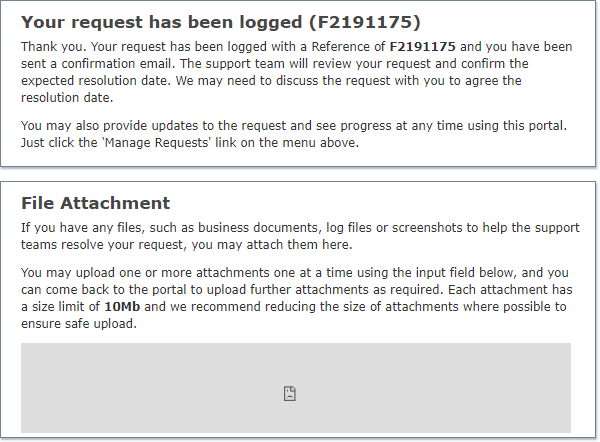 Your request has been logged (F2191175)
Thank you. Your request has been logged with a Reference of F2191175 and you have been
sent a confirmation email. The support team will review your request and confirm the
expected resolution date. We may need to discuss the request with you to agree the
resolution date.
You may also provide updates to the request and see progress at any time using this portal.
Just click the 'Manage Requests' link on the menu above.
File Attachment
If you have any files, such as business documents, log files or screenshots to help the support
teams resolve your request, you may attach them here.
You may upload one or more attachments one at a time using the input field below, and you
can come back to the portal to upload further attachments as required. Each attachment has
a size limit of 10Mb and we recommend reducing the size of attachments where possible to
ensure safe upload.